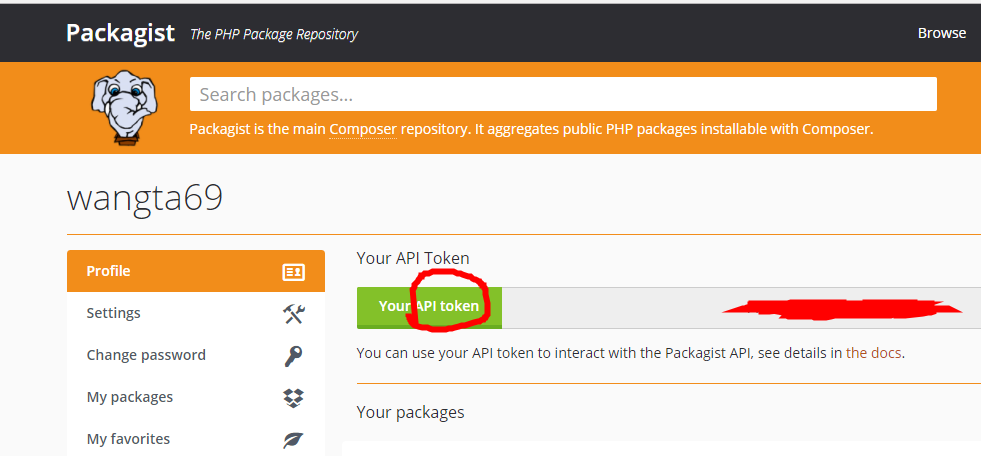 Packagist The PHP Package Repository Browse
Search packages...
Packagist is the main Composer repository. It aggregates public PHP packages installable with Composer.
wangta69
Profile
Settings
Change password
My packages
My favorites
Your API Token
Your API token
You can use your API token to interact with the Packagist API, see details in the docs.
Your packages